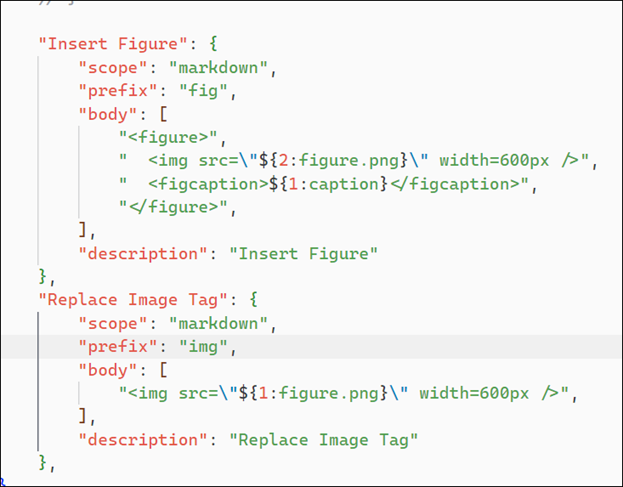 // }
"Insert Figure": {
    "scope": "markdown",
    "prefix": "fig",
    "body": [
        "<figure>",
        "  <img src=\"${2:figure.png}\" width=600px />",
        "  <figcaption>${1:caption}</figcaption>",
        "</figure>",
    ],
    "description": "Insert Figure"
},
"Replace Image Tag": {
    "scope": "markdown",
    "prefix": "img",
    "body": [
        "<img src=\"${1:figure.png}\" width=600px />",
    ],
    "description": "Replace Image Tag"
},
}